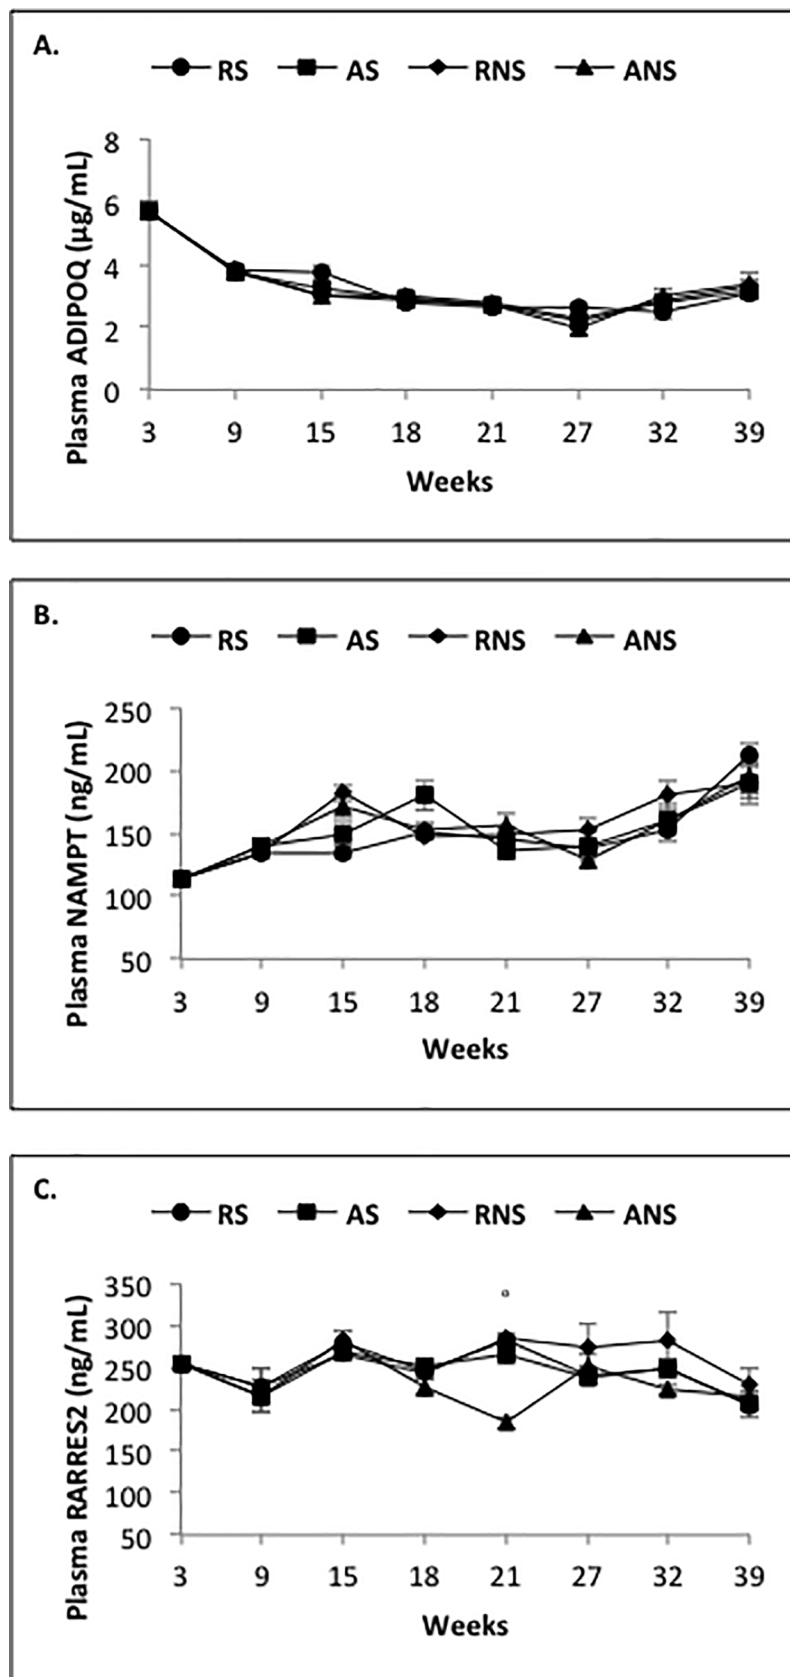 A.
RS AS RNS ANS
Plasma ADIPOQ (µg/mL)
8
6
4
2
0
3 9 15 18 21 27 32 39
Weeks
B.
RS AS RNS ANS
Plasma NAMPT (ng/mL)
250
200
150
100
50
3 9 15 18 21 27 32 39
Weeks
C.
RS AS RNS ANS
Plasma RARRES2 (ng/mL)
350
300
250
200
150
100
50
3 9 15 18 21 27 32 39
Weeks